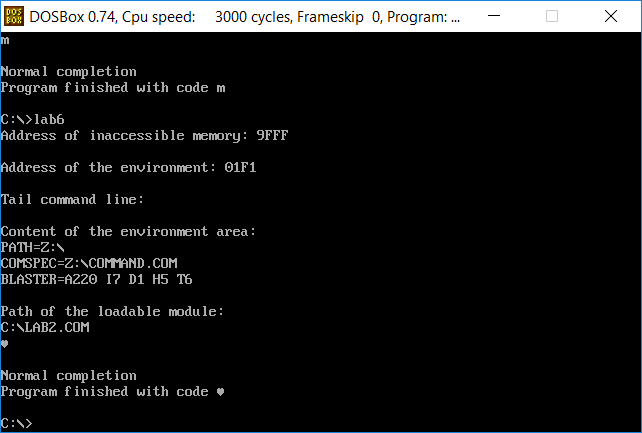 DOSBox 0.74, Cpu speed: 3000 cycles, Frameskip 0, Program: ...
m
Normal completion
Program finished with code m
C:\>lab6
Address of inaccessible memory: 9FFF
Address of the environment: 01F1
Tail command line:
Content of the environment area:
PATH=Z:\
COMSPEC=Z:\COMMAND.COM
BLASTER=A220 I7 D1 H5 T6
Path of the loadable module:
C:\LAB2.COM
♥
Normal completion
Program finished with code ♥
C:\>